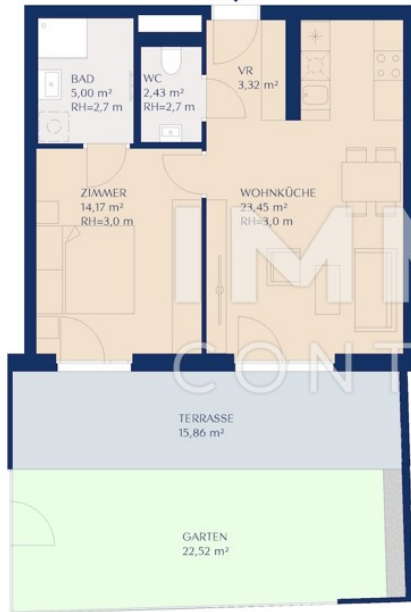 BAD
5,00 m²
RH=2,7 m
WC
2,43 m²
RH=2,7 m
VR
3,32 m²
ZIMMER
14,17 m²
RH=3,0 m
WOHNKÜCHE
23,45 m²
RH=3,0 m
CONT
TERRASSE
15,86 m²
GARTEN
22,52 m²